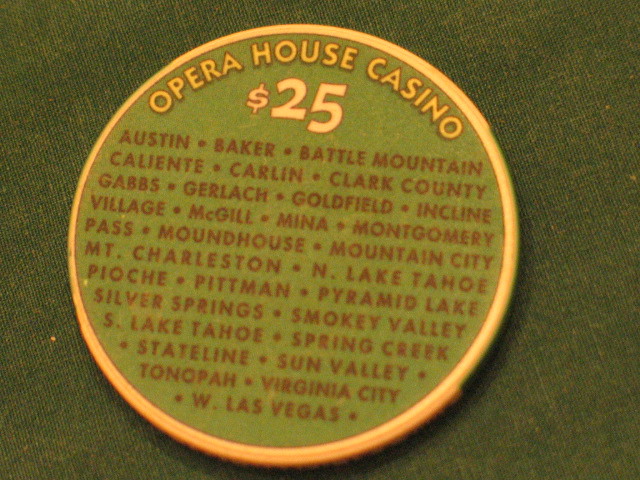 OPERA HOUSE CASINO
$25
AUSTIN • BAKER • BATTLE MOUNTAIN
CALIENTE • CARLIN • CLARK COUNTY
GABBS • GERLACH • GOLDFIELD • INCLINE
VILLAGE • McGILL • MINA • MONTGOMERY
PASS • MOUNDHOUSE • MOUNTAIN CITY
MT. CHARLESTON • N. LAKE TAHOE
PIOCHE • PITTMAN • PYRAMID LAKE
SILVER SPRINGS • SMOKEY VALLEY
S. LAKE TAHOE • SPRING CREEK
• STATELINE • SUN VALLEY •
TONOPAH • VIRGINIA CITY
• W. LAS VEGAS •